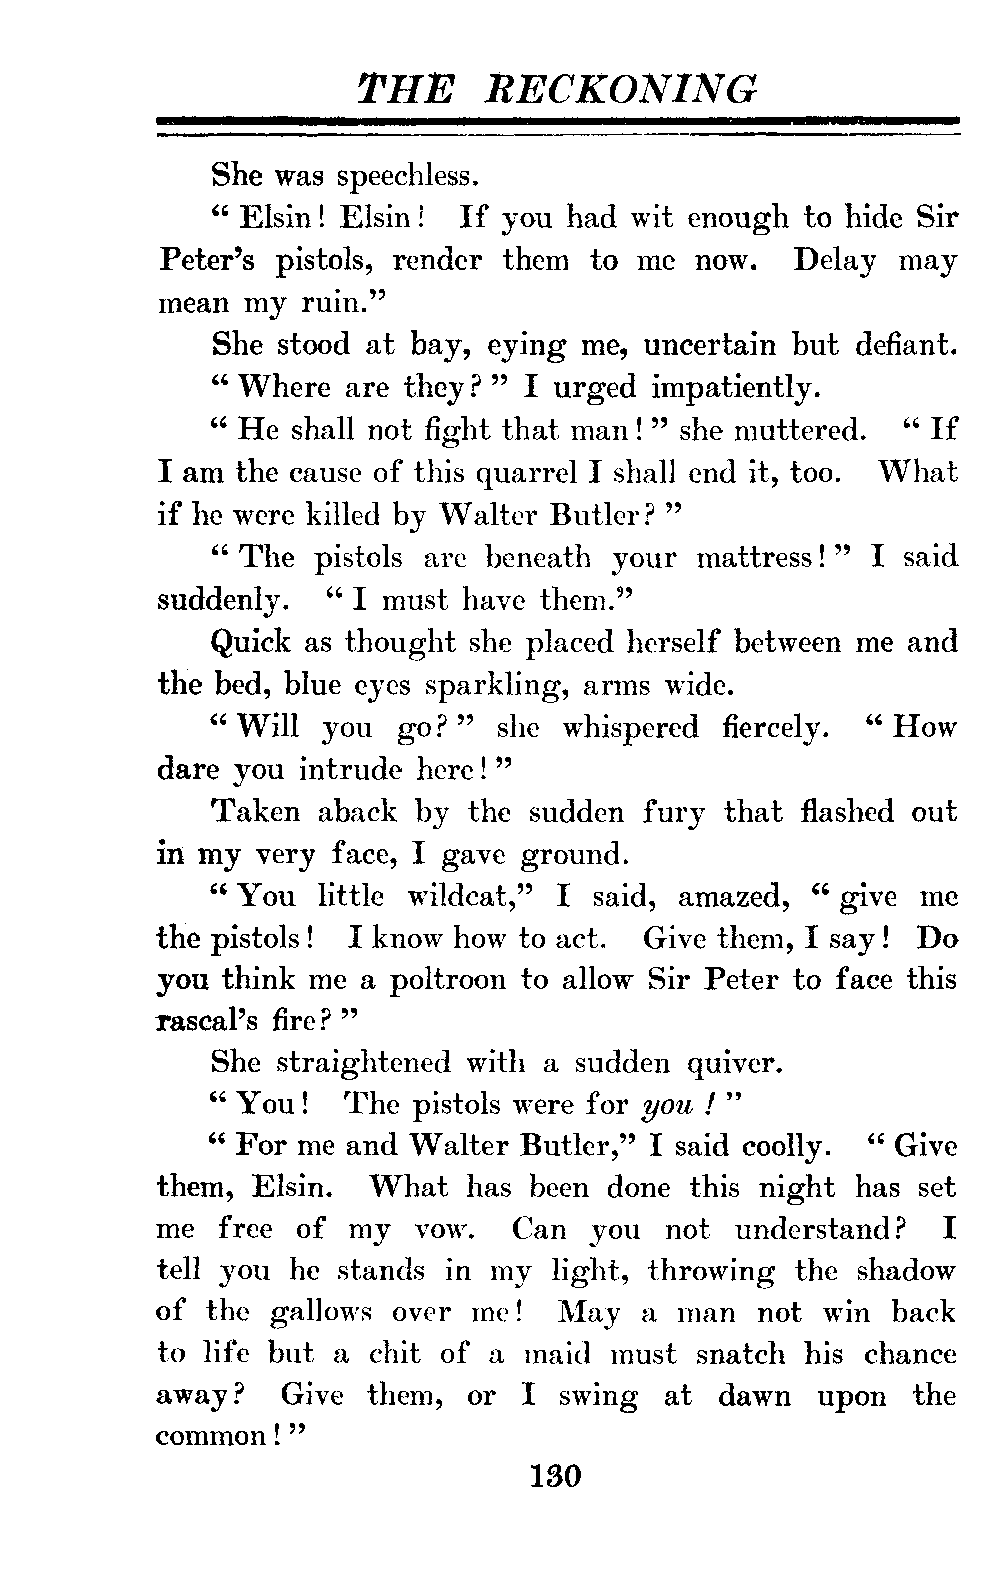 THE RECKONING
She was speechless.
“ Elsin! Elsin! If you had wit enough to hide Sir
Peter’s pistols, render them to me now. Delay may
mean my ruin.”
She stood at bay, eying me, uncertain but defiant.
“ Where are they? ” I urged impatiently.
“ He shall not fight that man! ” she muttered. “ If
I am the cause of this quarrel I shall end it, too. What
if he were killed by Walter Butler? ”
“ The pistols are beneath your mattress! ” I said
suddenly. “ I must have them.”
Quick as thought she placed herself between me and
the bed, blue eyes sparkling, arms wide.
“ Will you go? ” she whispered fiercely. “ How
dare you intrude here! ”
Taken aback by the sudden fury that flashed out
in my very face, I gave ground.
“ You little wildcat,” I said, amazed, “ give me
the pistols! I know how to act. Give them, I say! Do
you think me a poltroon to allow Sir Peter to face this
rascal’s fire? ”
She straightened with a sudden quiver.
“ You! The pistols were for you! ”
“ For me and Walter Butler,” I said coolly. “ Give
them, Elsin. What has been done this night has set
me free of my vow. Can you not understand? I
tell you he stands in my light, throwing the shadow
of the gallows over me! May a man not win back
to life but a chit of a maid must snatch his chance
away? Give them, or I swing at dawn upon the
common! ”
130